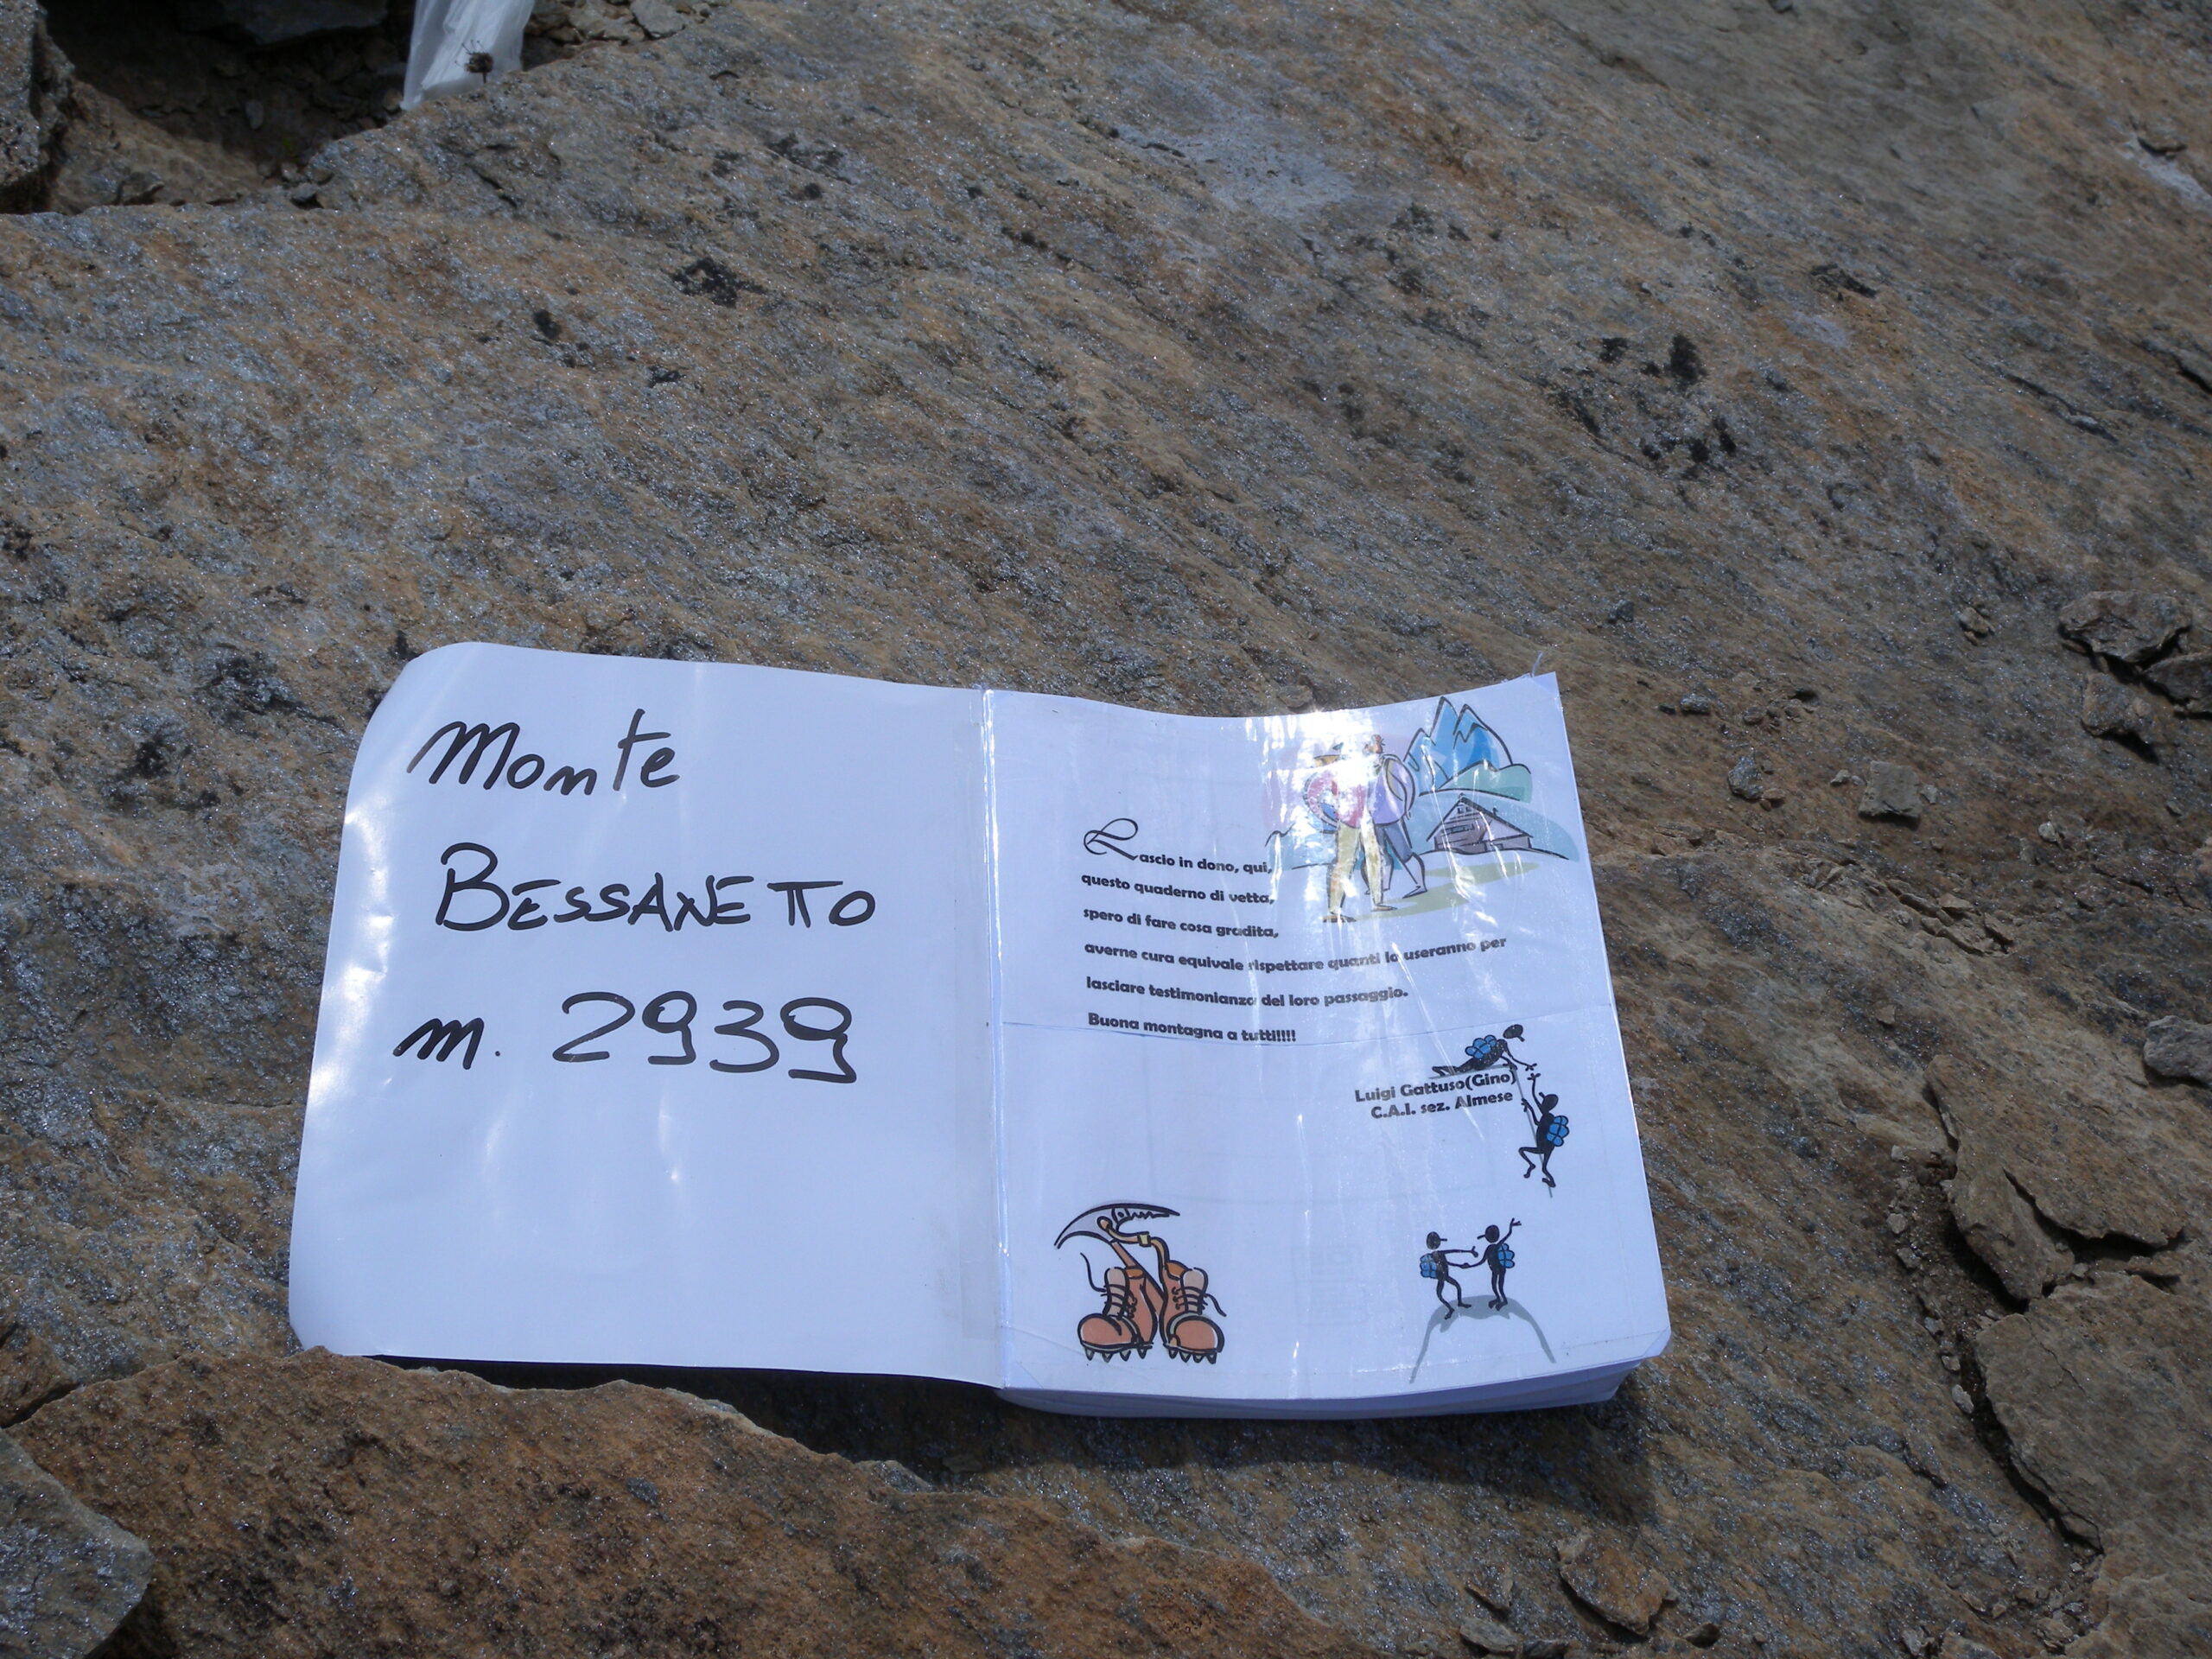 Monte
BESSANETTO
m. 2939
Lascio in dono, qui,
questo quaderno di vetta,
spero di fare cosa gradita,
averne cura equivale rispettare quanti lo useranno per
lasciare testimonianza del loro passaggio.
Buona montagna a tutti!!!!
Luigi Gattuso(Gino)
C.A.I. sez. Almese